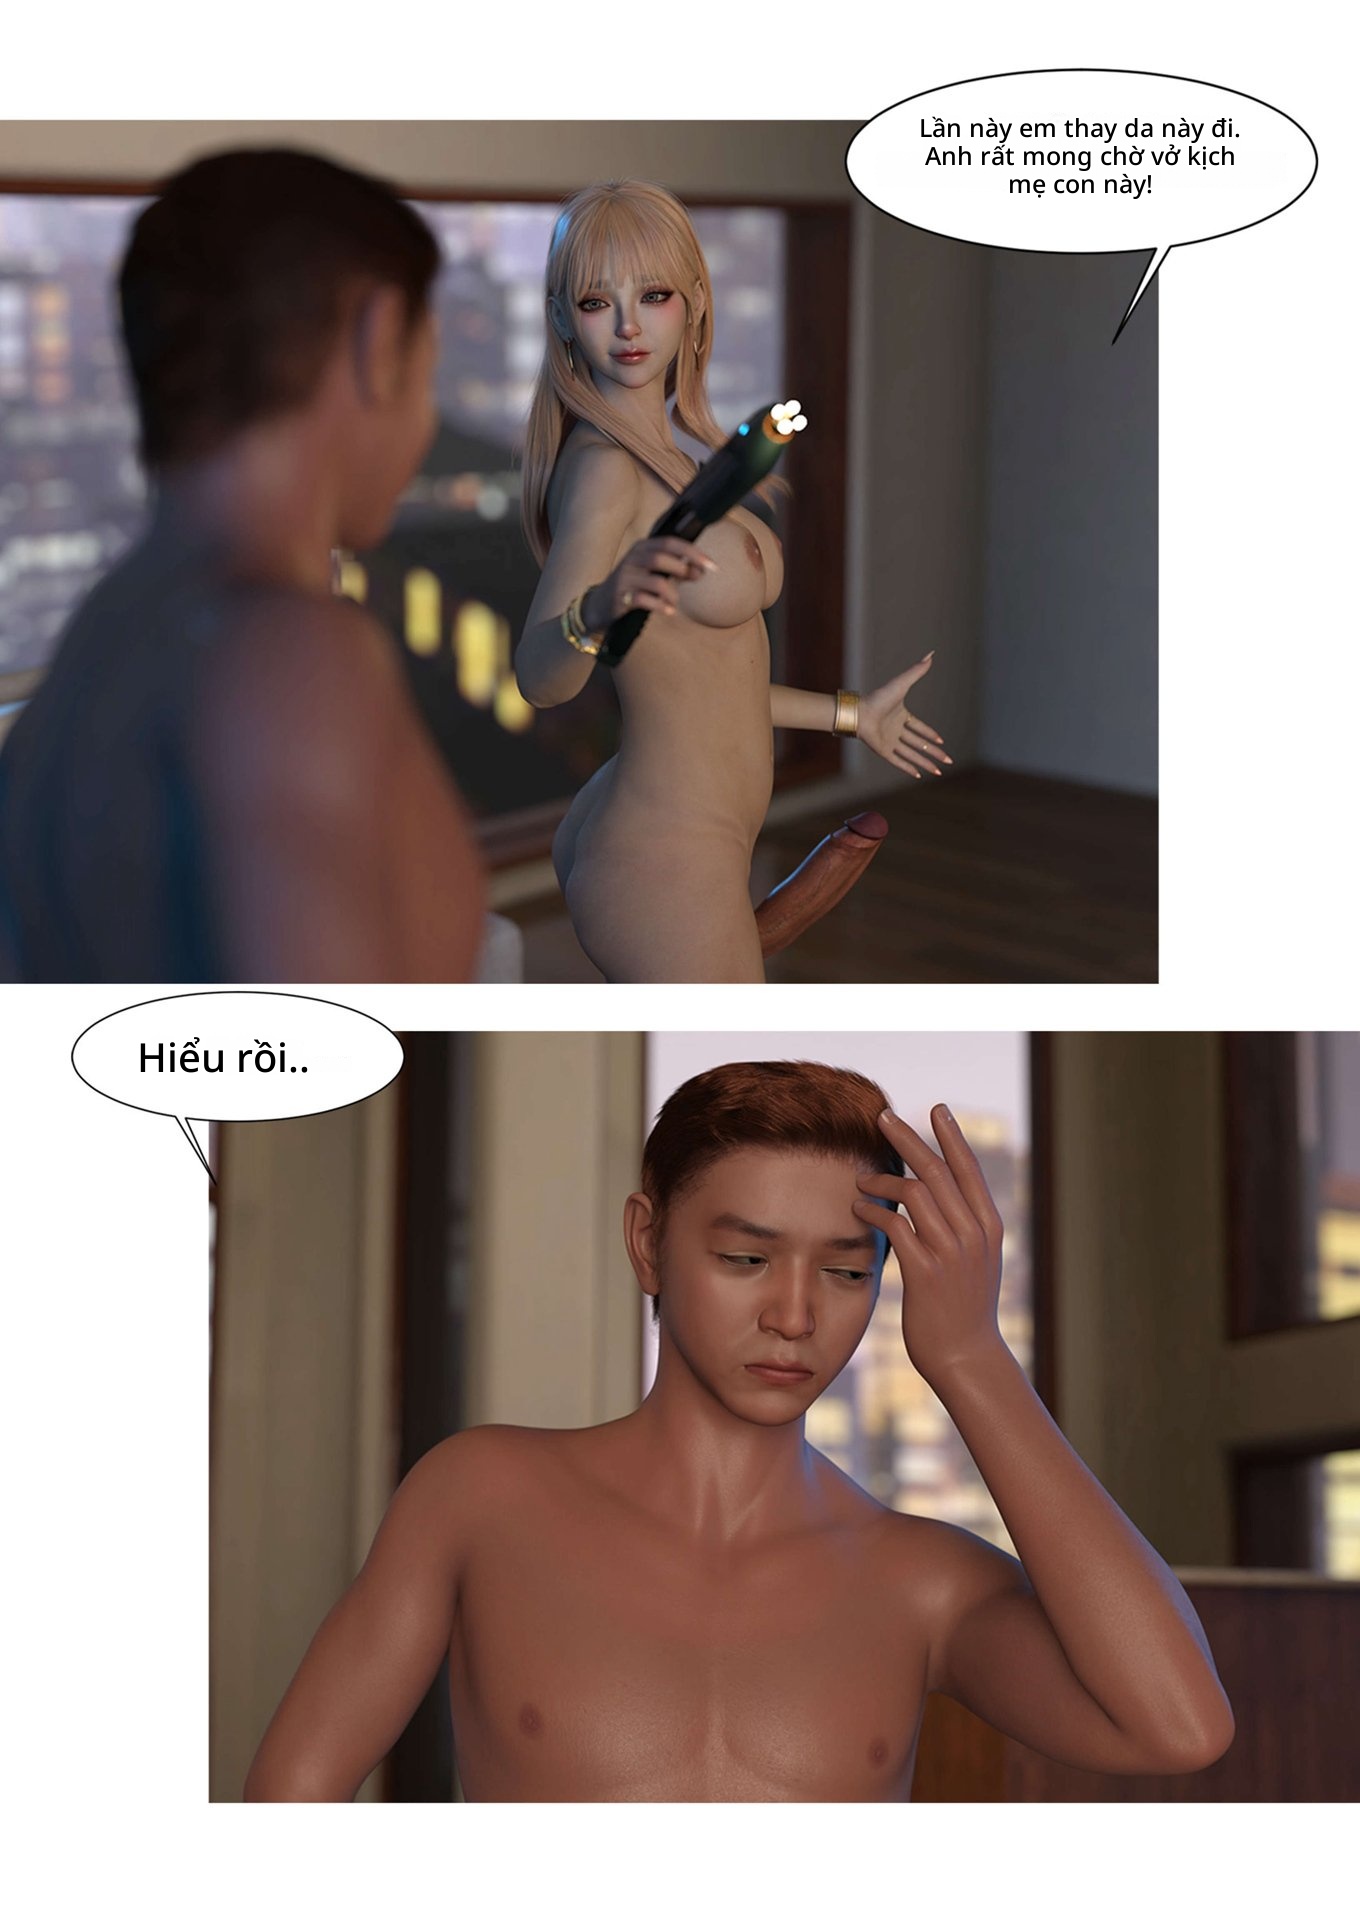 Lần này em thay da này đi.
Anh rất mong chờ vở kịch
mẹ con này!
Hiểu rồi..